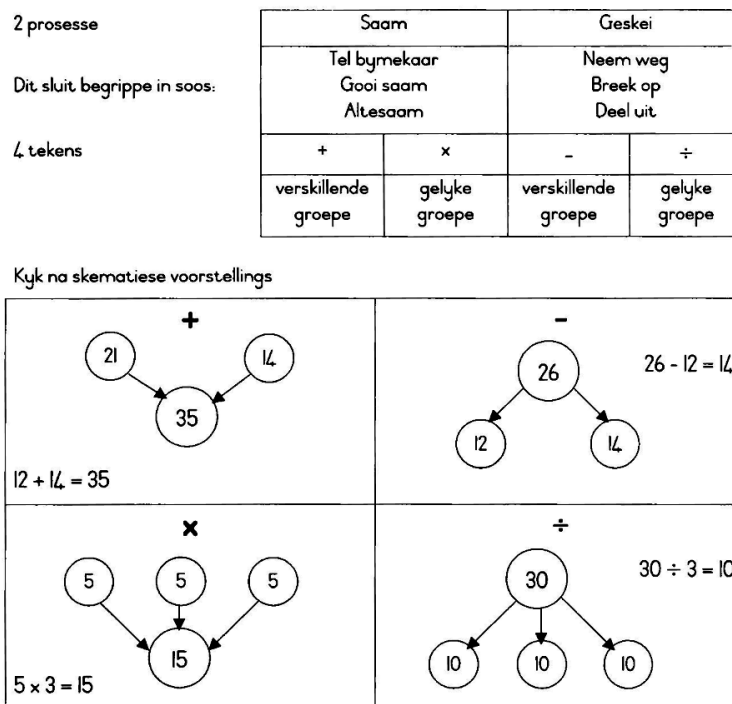 2 prosesse
Saam
Geskei
Dit sluit begrippe in soos:
Tel bymekaar
Gooi saam
Altesaam
Neem weg
Breek op
Deel uit
4 tekens
+
×
-
÷
verskillende
groepe
gelyke
groepe
verskillende
groepe
gelyke
groepe
Kyk na skematiese voorstellings
+
21
14
35
12 + 14 = 35
-
26
26 - 12 = 14
12
14
×
5
5
5
15
5 × 3 = 15
÷
30
30 ÷ 3 = 10
10
10
10